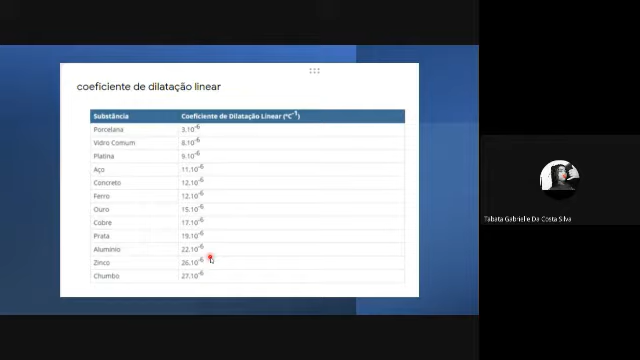 coeficiente de dilatação linear
Substância Coeficiente de Dilatação Linear (°C⁻¹)
Porcelana 3.10⁻⁶
Vidro Comum 8.10⁻⁶
Platina 9.10⁻⁶
Aço 11.10⁻⁶
Concreto 12.10⁻⁶
Ferro 12.10⁻⁶
Ouro 15.10⁻⁶
Cobre 17.10⁻⁶
Prata 19.10⁻⁶
Alumínio 22.10⁻⁶
Zinco 26.10⁻⁶
Chumbo 27.10⁻⁶
Tabata Gabrielle Da Costa Silva